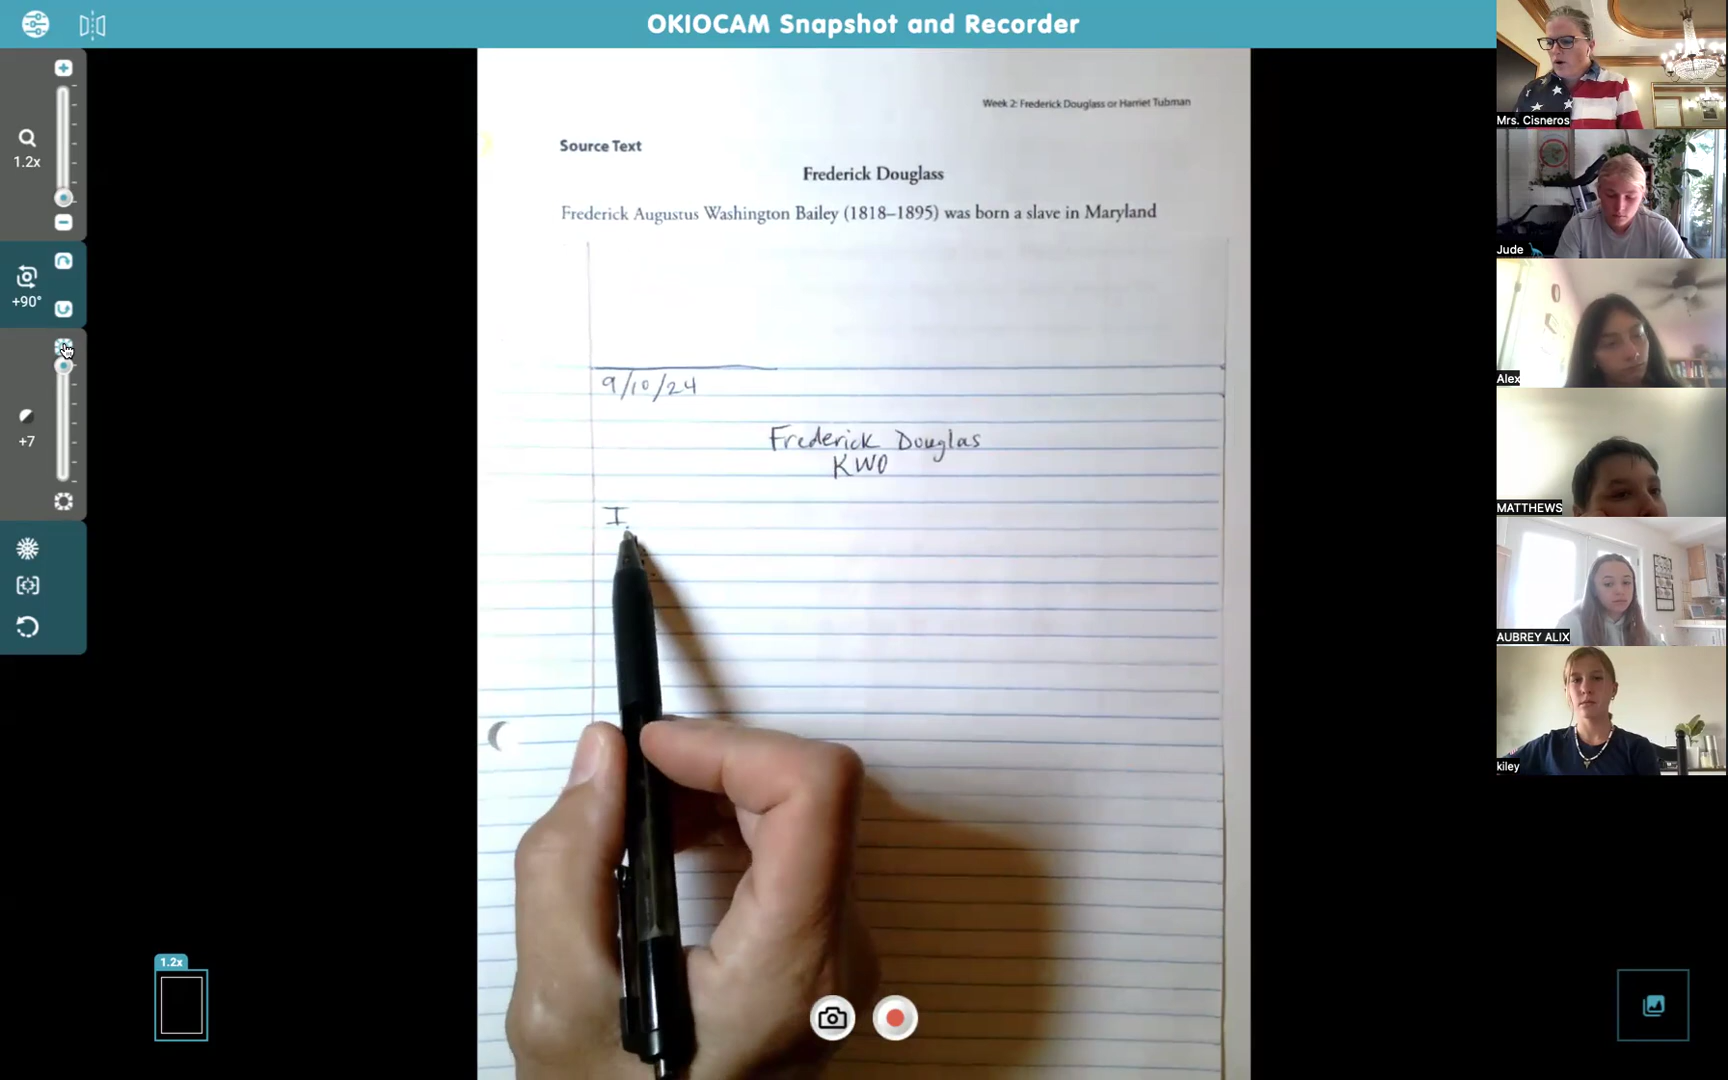 OKIOCAM Snapshot and Recorder
1.2x
+90°
+7
1.2x
Week 2: Frederick Douglass or Harriet Tubman
Source Text
Frederick Douglass
Frederick Augustus Washington Bailey (1818–1895) was born a slave in Maryland
9/10/24
Frederick Douglas
KWO
I.
Mrs. Cisneros
Jude
Alex
MATTHEWS
AUBREY ALIX
kiley